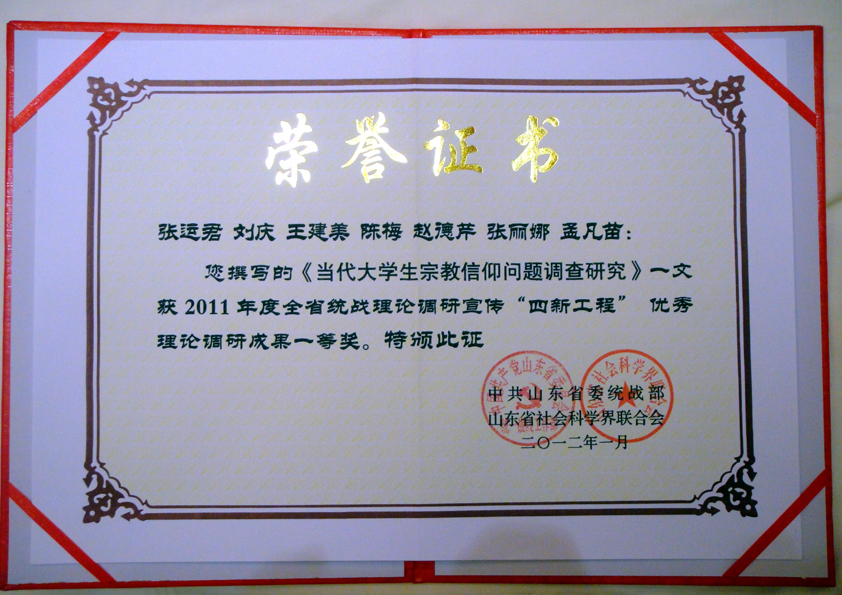 荣誉证书
张运君 刘庆 王建美 陈梅 赵德芹 张丽娜 孟凡苗：
您撰写的《当代大学生宗教信仰问题调查研究》一文
获 2011 年度全省统战理论调研宣传“四新工程” 优秀
理论调研成果一等奖。特颁此证
中共山东省委统战部
山东省社会科学界联合会
二〇一二年一月